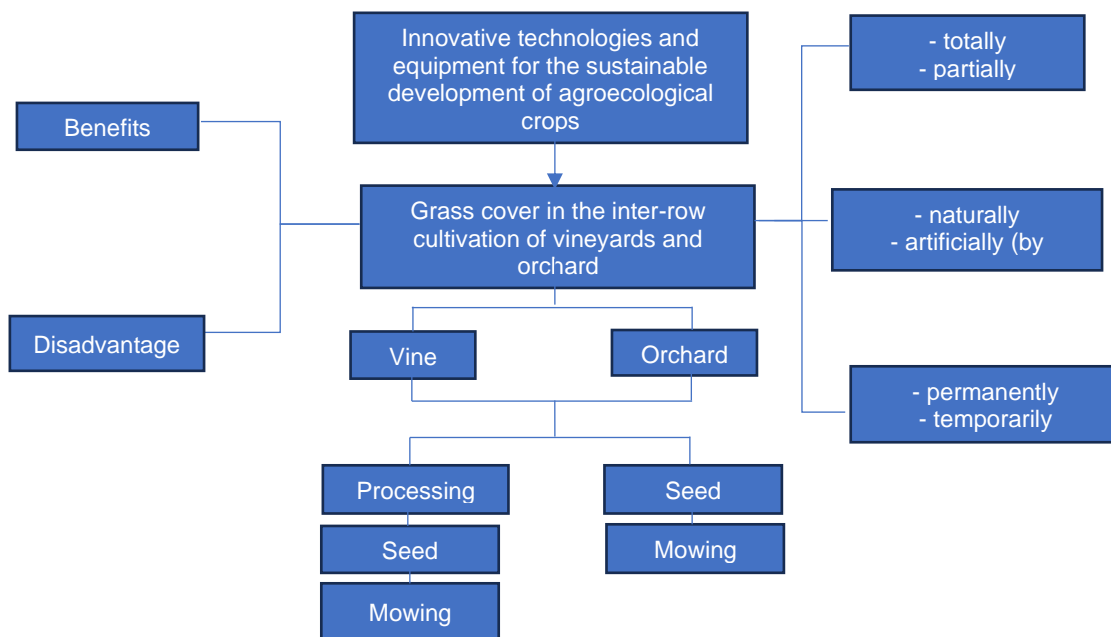 Innovative technologies and
equipment for the sustainable
development of agroecological
crops
- totally
- partially
Benefits
Grass cover in the inter-row
cultivation of vineyards and
orchard
- naturally
- artificially (by
Disadvantage
Vine
Orchard
- permanently
- temporarily
Processing
Seed
Seed
Mowing
Mowing